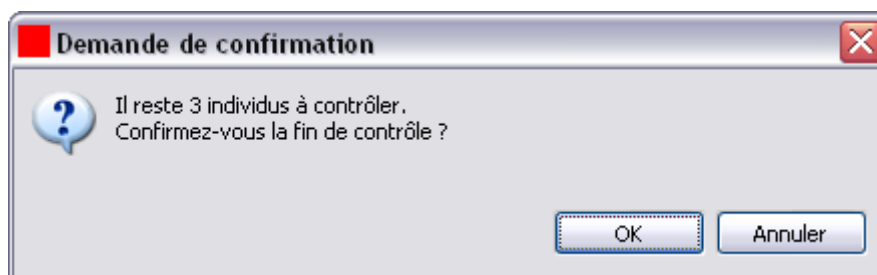 Demande de confirmation
Il reste 3 individus à contrôler.
Confirmez-vous la fin de contrôle ?
OK
Annuler